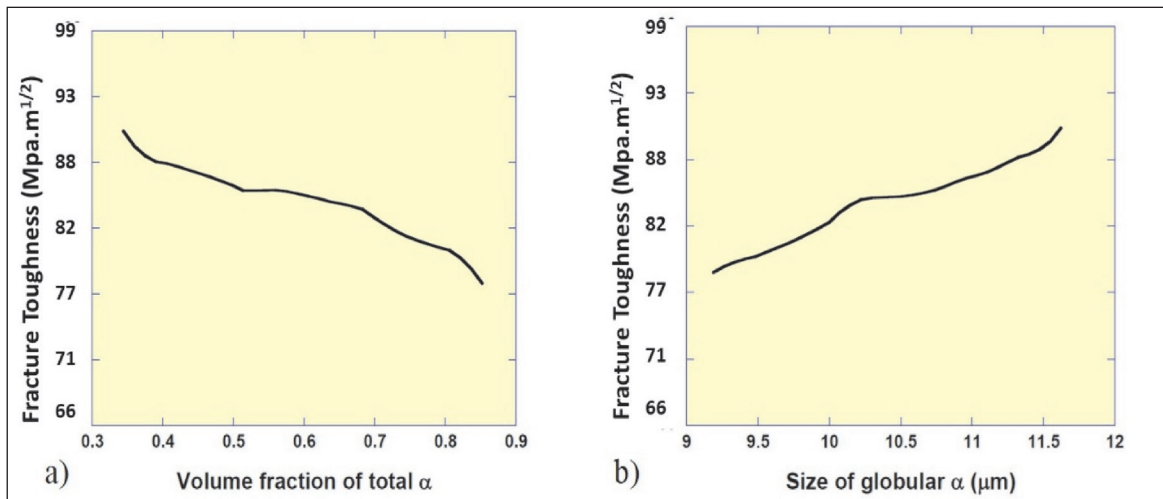 Fracture Toughness (Mpa.m1/2)
99
93
88
82
77
71
66
0.3 0.4 0.5 0.6 0.7 0.8 0.9
a)
Volume fraction of total α
Fracture Toughness (Mpa.m1/2)
99
93
88
82
77
71
66
9 9.5 10 10.5 11 11.5 12
b)
Size of globular α (μm)